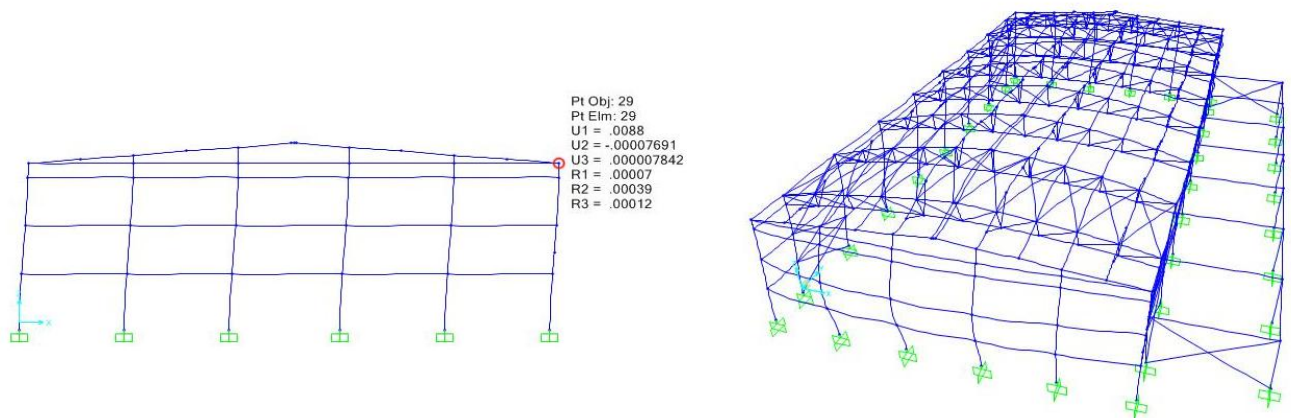 Pt Obj: 29
Pt Elm: 29
U1 = .0088
U2 = -.00007691
U3 = .000007842
R1 = .00007
R2 = .00039
R3 = .00012
X